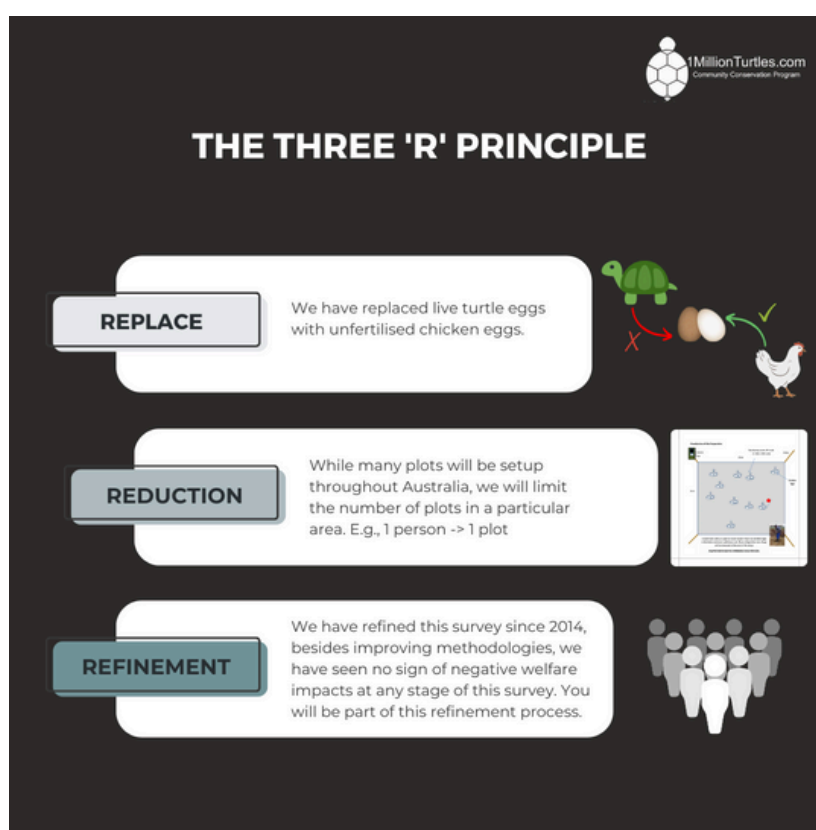 1MillionTurtles.com
Community Conservation Program
THE THREE 'R' PRINCIPLE
REPLACE
We have replaced live turtle eggs
with unfertilised chicken eggs.
REDUCTION
While many plots will be setup
throughout Australia, we will limit
the number of plots in a particular
area. E.g., 1 person -> 1 plot
REFINEMENT
We have refined this survey since 2014,
besides improving methodologies, we
have seen no sign of negative welfare
impacts at any stage of this survey. You
will be part of this refinement process.